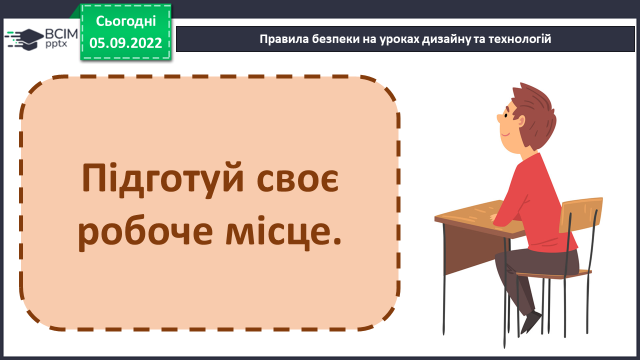 ВСІМ
pptx
Сьогодні
05.09.2022
Правила безпеки на уроках дизайну та технологій
Підготуй своє
робоче місце.